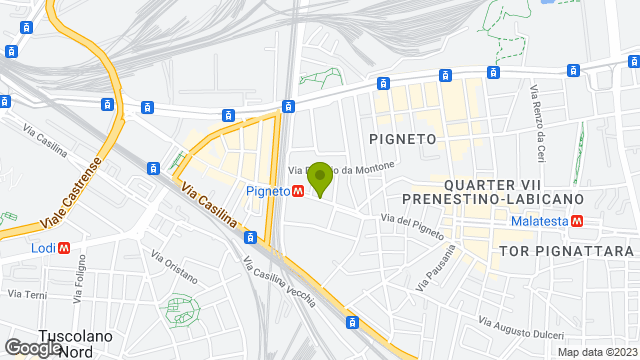 Via Casilina
Viale Castrense
PIGNETO
Via Renzo da Ceri
Via
da Montone
Pigneto
Via Casilina
QUARTER VII
PRENESTINO-LABICANO
Malatesta
Via del Pigneto
Lodi
TOR PIGNATTARA
Via Pausania
Via Foligno
Via Oristano
Via Casilina Vecchia
Via Terni
Via Augusto Dulceri
Tuscolano
Nord
Google
Map data ©2023